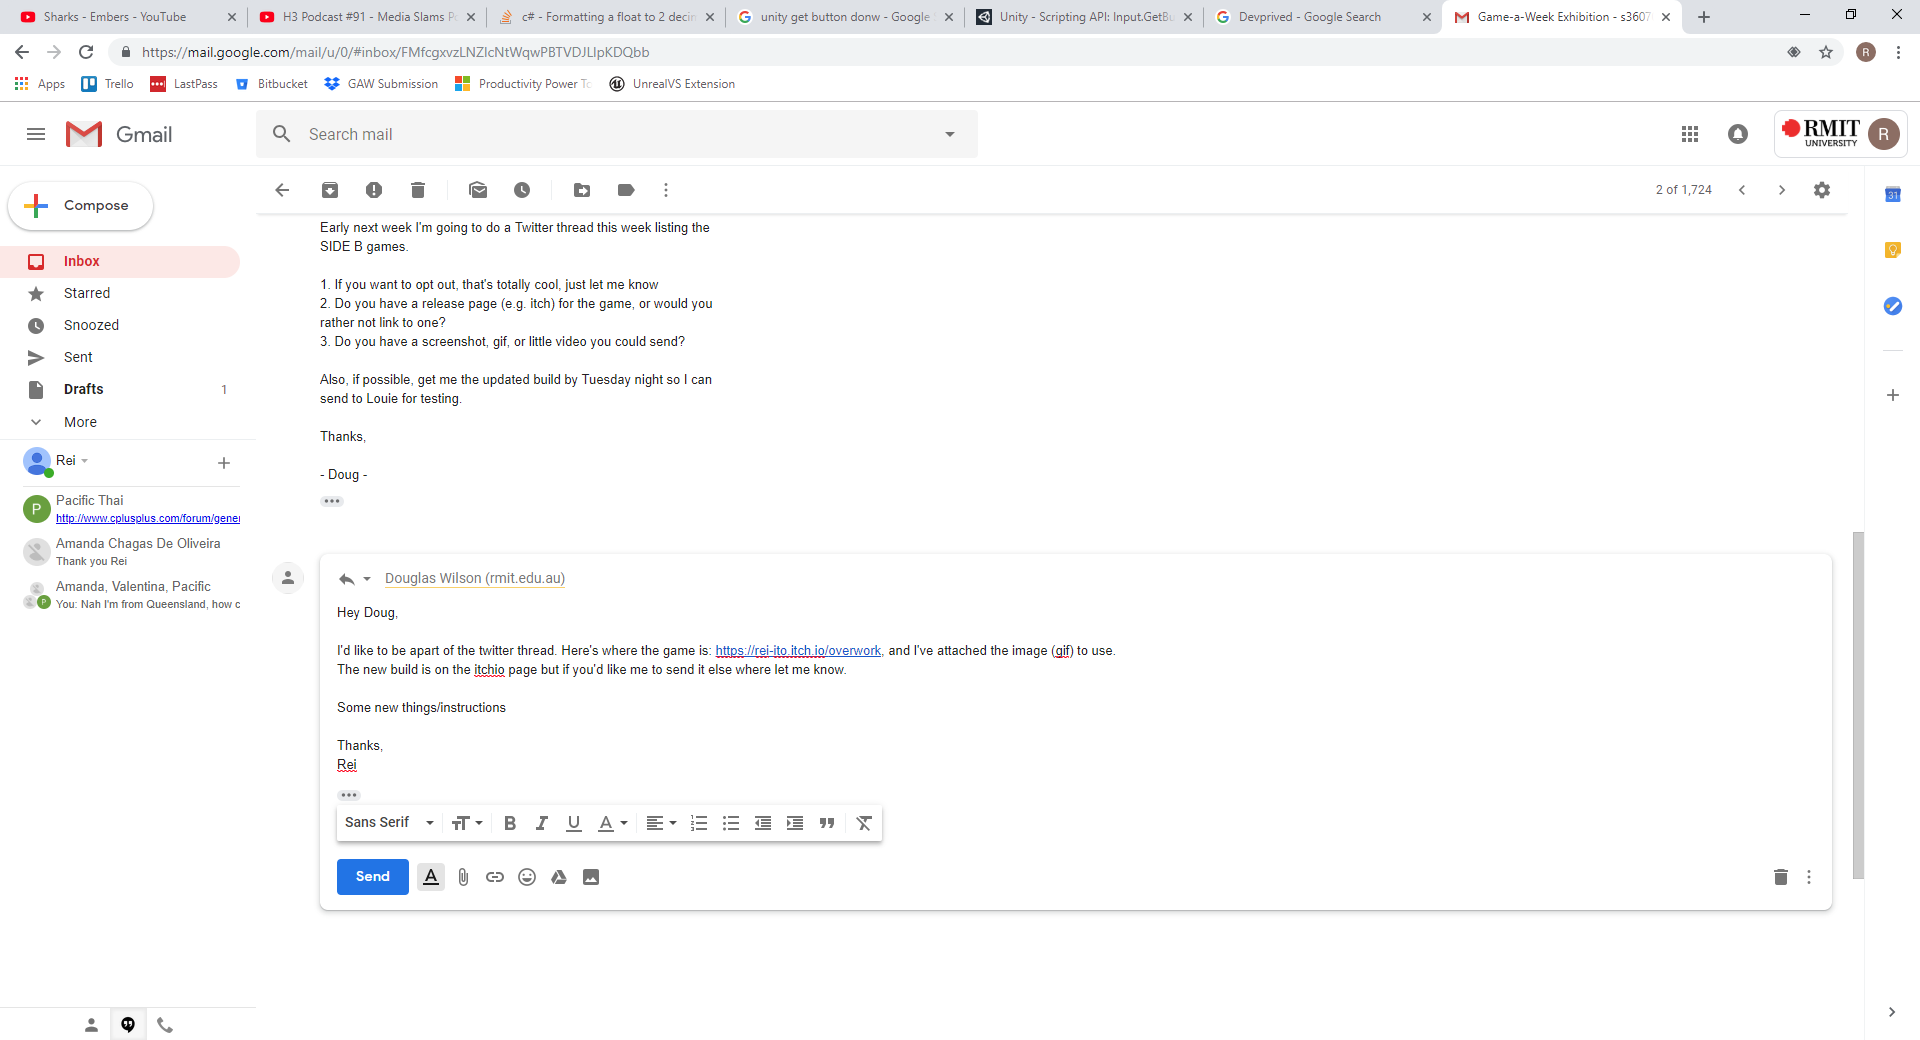 Sharks - Embers - YouTube
H3 Podcast #91 - Media Slams P
c# - Formatting a float to 2 decim
unity get button donw - Google
Unity - Scripting API: Input.GetBu
Devprived - Google Search
Game-a-Week Exhibition - s3607
https://mail.google.com/mail/u/0/#inbox/FMfcgxvzLNZIcNtWqwPBTVDJLlpKDQbb
R
Apps
Trello
LastPass
Bitbucket
GAW Submission
Productivity Power To
UnrealVS Extension
Gmail
Search mail
RMIT
UNIVERSITY
R
Compose
2 of 1,724
31
Inbox
Starred
Snoozed
Sent
Drafts 1
More
Rei
P
Pacific Thai
http://www.cplusplus.com/forum/gener
Amanda Chagas De Oliveira
Thank you Rei
Amanda, Valentina, Pacific
P
You: Nah I'm from Queensland, how c
Early next week I'm going to do a Twitter thread this week listing the
SIDE B games.
1. If you want to opt out, that's totally cool, just let me know
2. Do you have a release page (e.g. itch) for the game, or would you
rather not link to one?
3. Do you have a screenshot, gif, or little video you could send?
Also, if possible, get me the updated build by Tuesday night so I can
send to Louie for testing.
Thanks,
- Doug -
Douglas Wilson (rmit.edu.au)
Hey Doug,
I'd like to be apart of the twitter thread. Here's where the game is: https://rei-ito.itch.io/overwork, and I've attached the image (gif) to use.
The new build is on the itchio page but if you'd like me to send it else where let me know.
Some new things/instructions
Thanks,
Rei
Sans Serif
Send